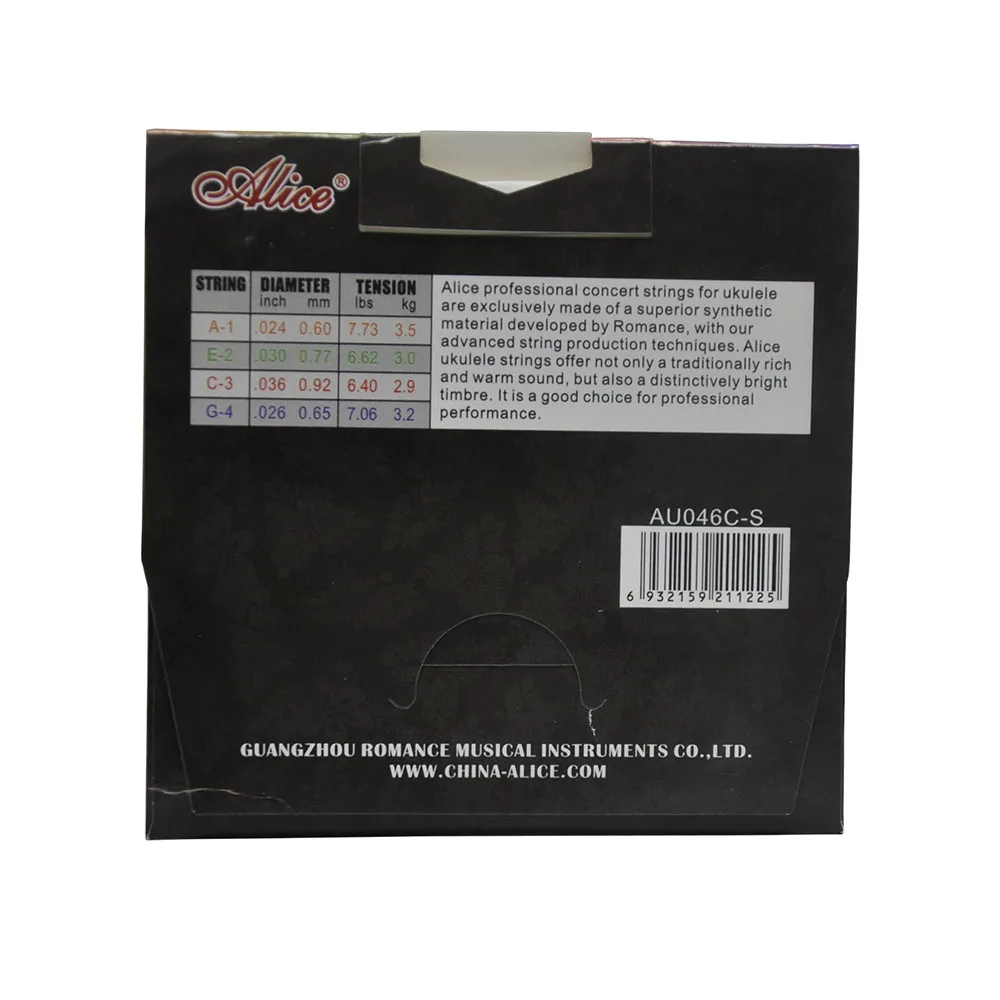 Alice®
STRING DIAMETER TENSION
inch mm lbs kg
A-1 .024 0.60 7.73 3.5
E-2 .030 0.77 6.62 3.0
C-3 .036 0.92 6.40 2.9
G-4 .026 0.65 7.06 3.2
Alice professional concert strings for ukulele
are exclusively made of a superior synthetic
material developed by Romance, with our
advanced string production techniques. Alice
ukulele strings offer not only a traditionally rich
and warm sound, but also a distinctively bright
timbre. It is a good choice for professional
performance.
AU046C-S
6 932159 211225
GUANGZHOU ROMANCE MUSICAL INSTRUMENTS CO.,LTD.
WWW.CHINA-ALICE.COM